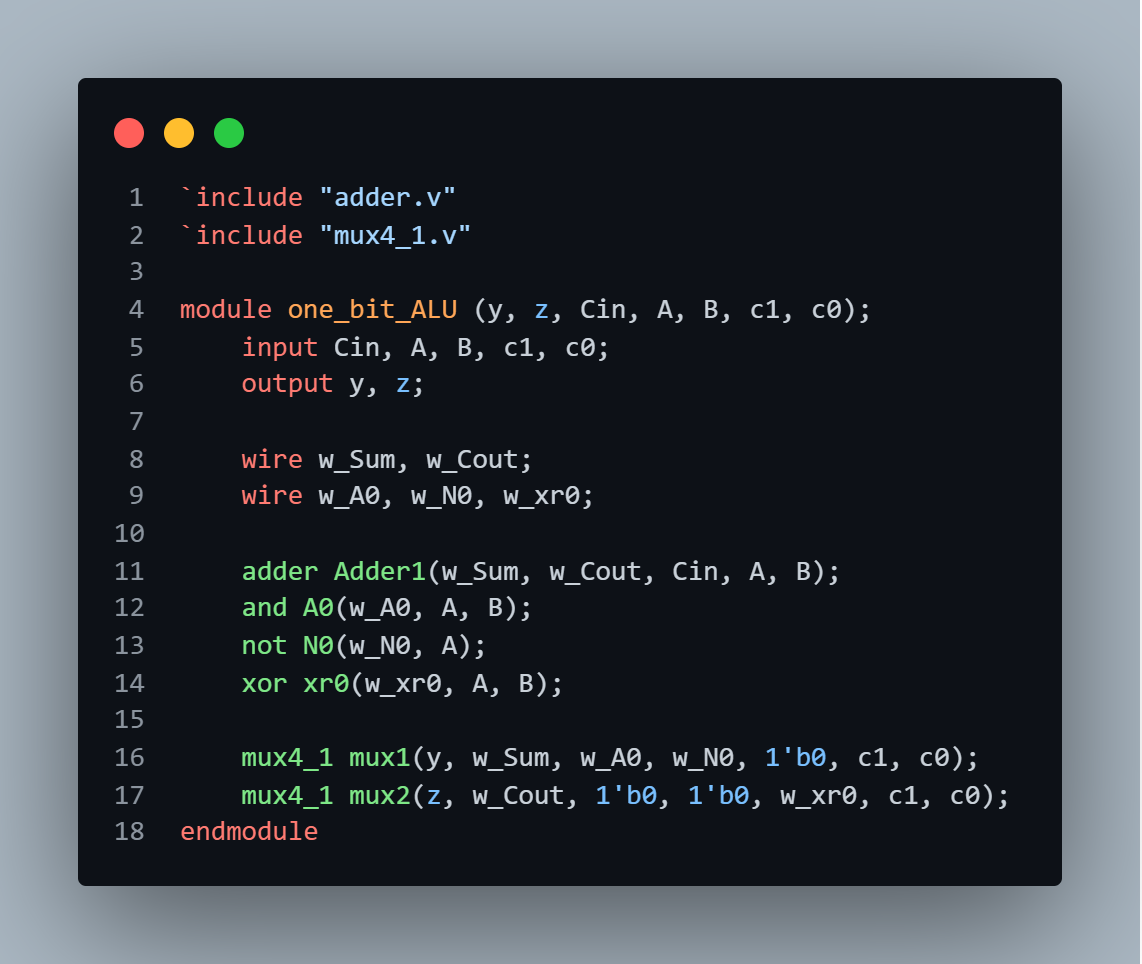 1 `include "adder.v"
2 `include "mux4_1.v"
3
4 module one_bit_ALU (y, z, Cin, A, B, c1, c0);
5     input Cin, A, B, c1, c0;
6     output y, z;
7
8     wire w_Sum, w_Cout;
9     wire w_A0, w_N0, w_xr0;
10
11     adder Adder1(w_Sum, w_Cout, Cin, A, B);
12     and A0(w_A0, A, B);
13     not N0(w_N0, A);
14     xor xr0(w_xr0, A, B);
15
16     mux4_1 mux1(y, w_Sum, w_A0, w_N0, 1'b0, c1, c0);
17     mux4_1 mux2(z, w_Cout, 1'b0, 1'b0, w_xr0, c1, c0);
18 endmodule